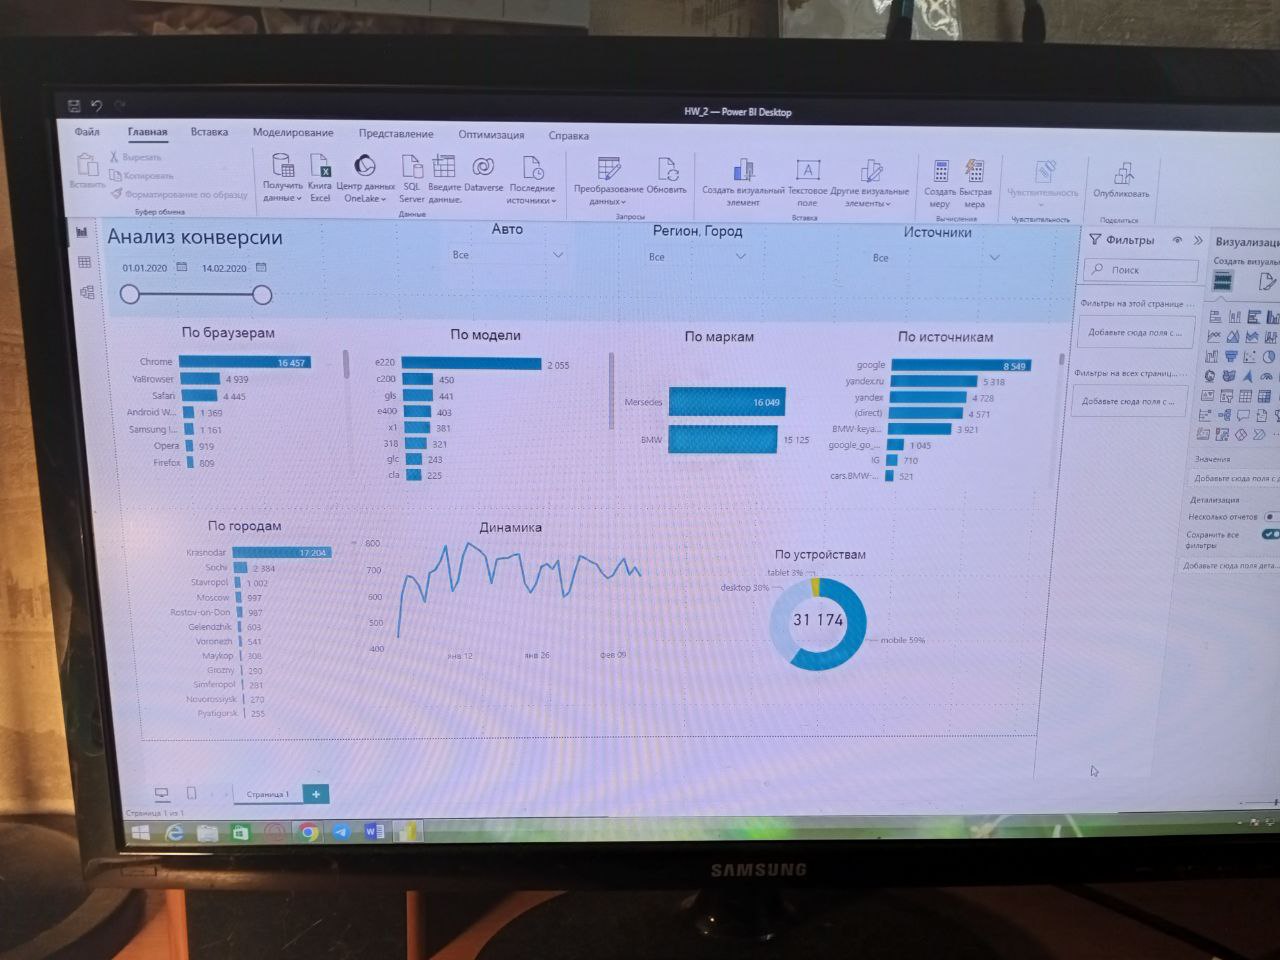 HW_2 — Power BI Desktop
Файл Главная Вставка Моделирование Представление Оптимизация Справка
Вставить
Вырезать
Копировать
Форматирование по образцу
Буфер обмена
Получить данные
Книга Excel
Центр данных OneLake
SQL Server
Введите данные.
Dataverse
Последние источники
Данные
Преобразование данных
Обновить
Запросы
Создать визуальный элемент
Текстовое поле
Другие визуальные элементы
Вставка
Создать меру
Быстрая мера
Вычисления
Чувствительность
Чувствительность
Опубликовать
Поделиться
Анализ конверсии
01.01.2020 14.02.2020
Авто
Все
Регион, Город
Все
Источники
Все
По браузерам
Chrome 16 457
YaBrowser 4 939
Safari 4 445
Android W... 1 369
Samsung I... 1 161
Opera 919
Firefox 809
По модели
e220 2 055
c200 450
gls 441
e400 403
x1 381
318 321
glc 243
cla 225
По маркам
Mersedes 16 049
BMW 15 125
По источникам
google 8 549
yandex.ru 5 318
yandex 4 728
(direct) 4 571
BMW-keya... 3 921
google_go_... 1 045
IG 710
cars.BMW-... 521
По городам
Krasnodar 17 204
Sochi 2 384
Stavropol 1 002
Moscow 997
Rostov-on-Don 987
Gelendzhik 603
Voronezh 541
Maykop 308
Grozny 290
Simferopol 281
Novorossiysk 270
Pyatigorsk 255
Динамика
800
700
600
500
400
янв 12 янв 26 фев 09
По устройствам
tablet 3%
desktop 38%
31 174
mobile 59%
Фильтры
Поиск
Фильтры на этой странице ...
Добавьте сюда поля с ...
Фильтры на всех страниц... ...
Добавьте сюда поля с ...
Визуализаци
Создать визуаль
Значения
Добавьте сюда поля с д
Детализация
Несколько отчетов
Сохранить все фильтры
Добавьте сюда поля дета...
Страница 1
Страница 1 из 1
SAMSUNG